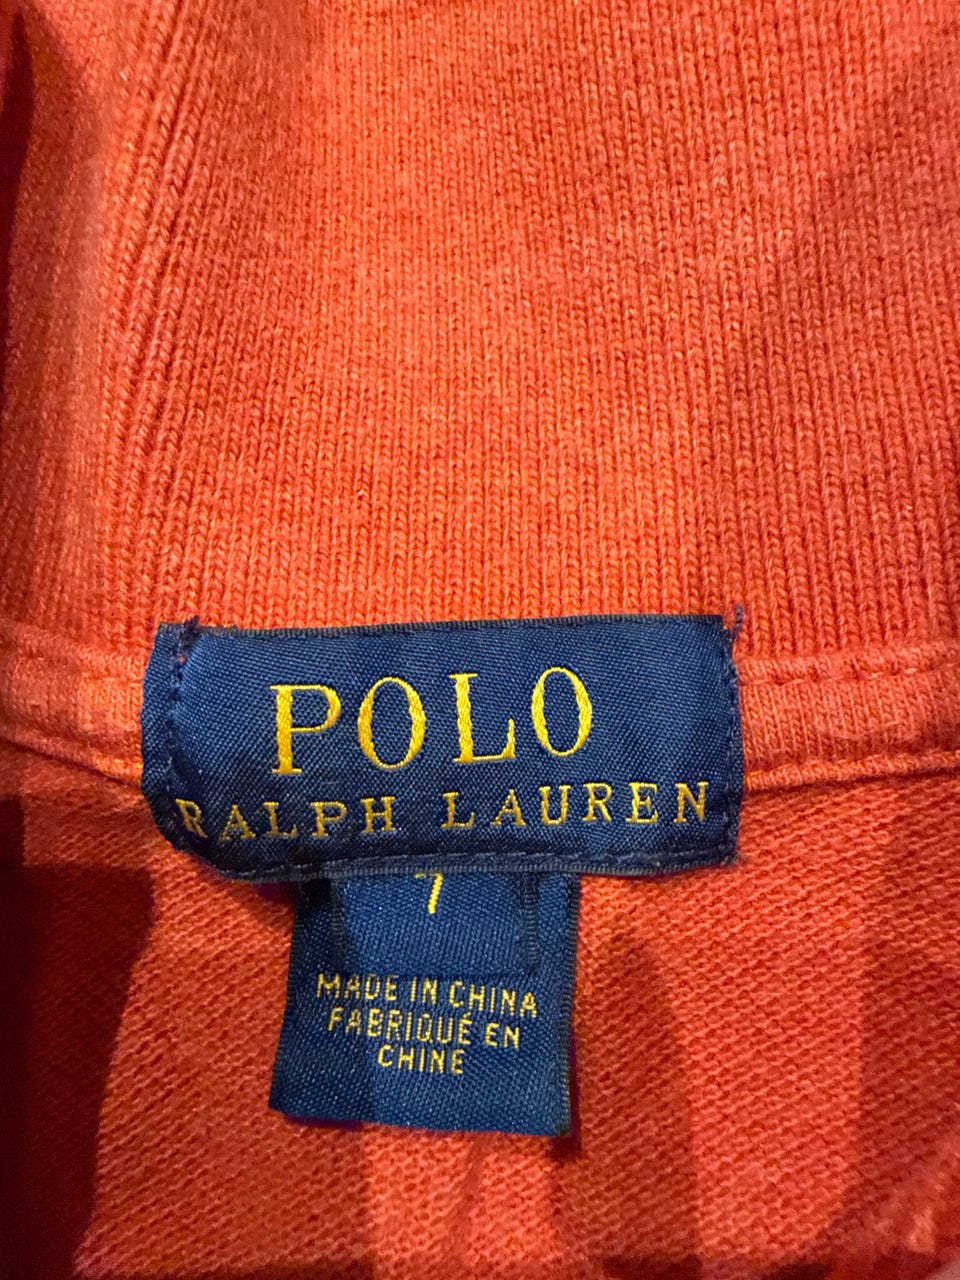 POLO
RALPH LAUREN
7
MADE IN CHINA
FABRIQUÉ EN
CHINE